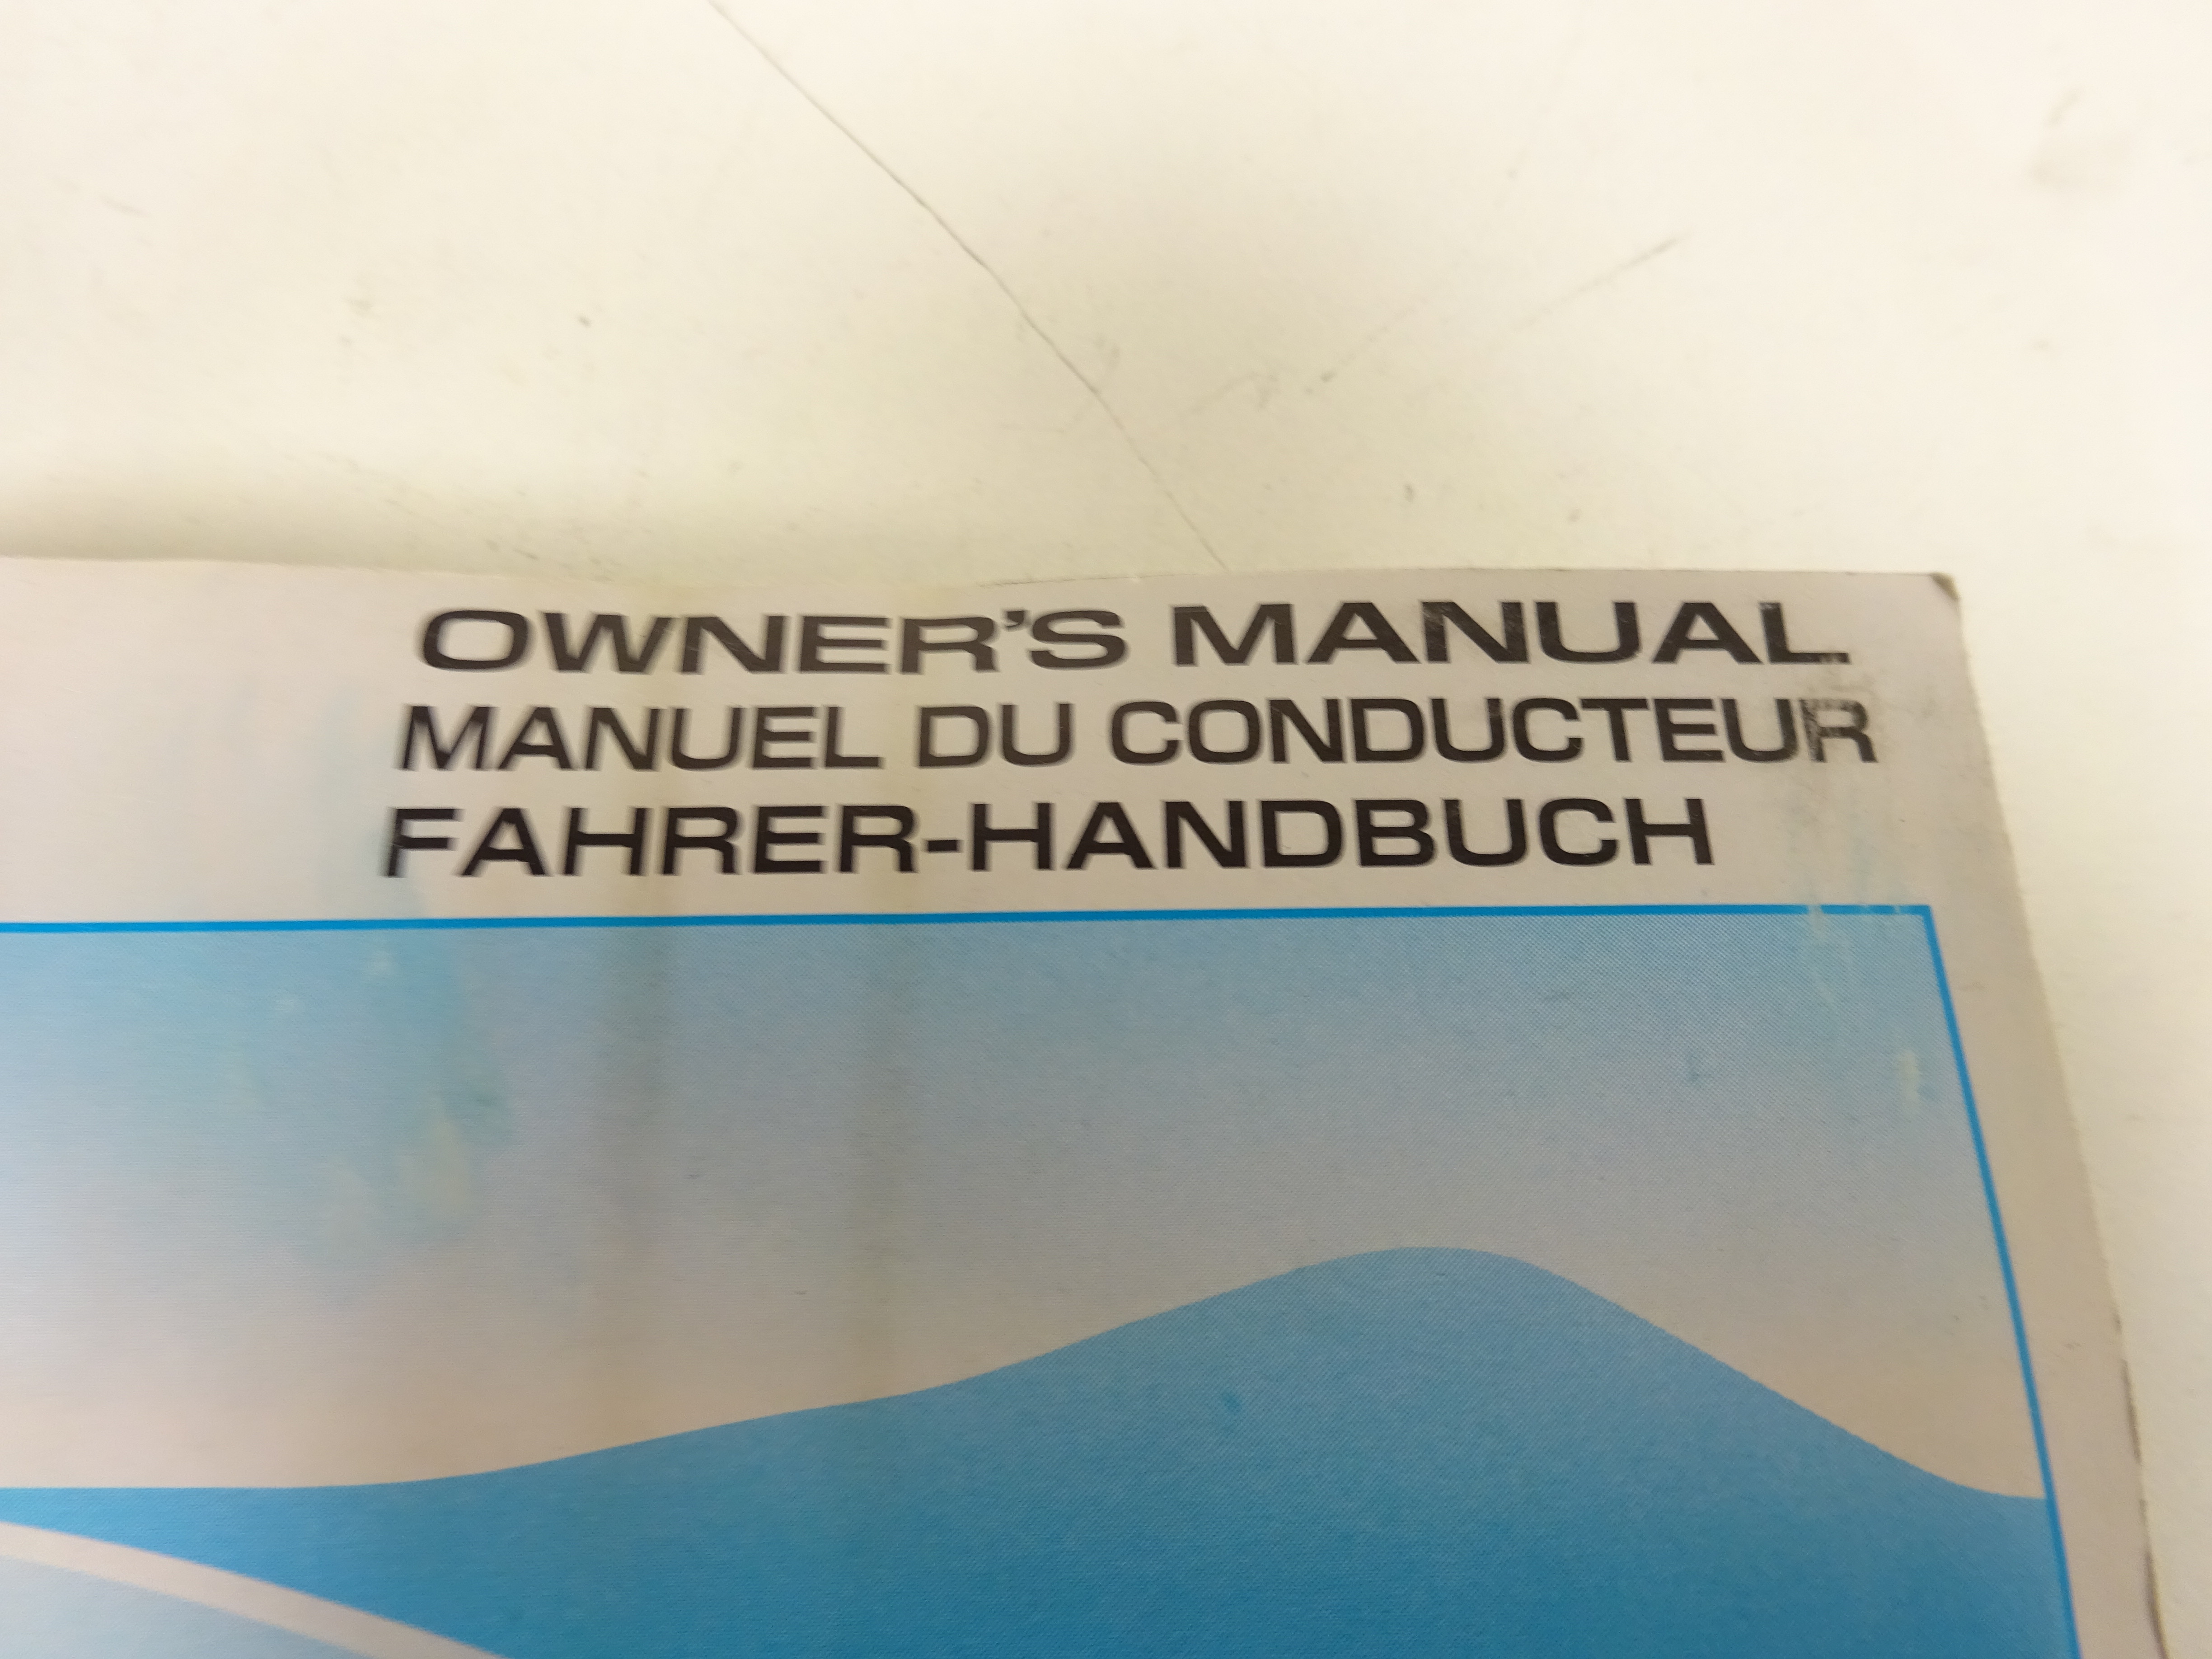 OWNER'S MANUAL
MANUEL DU CONDUCTEUR
FAHRER-HANDBUCH